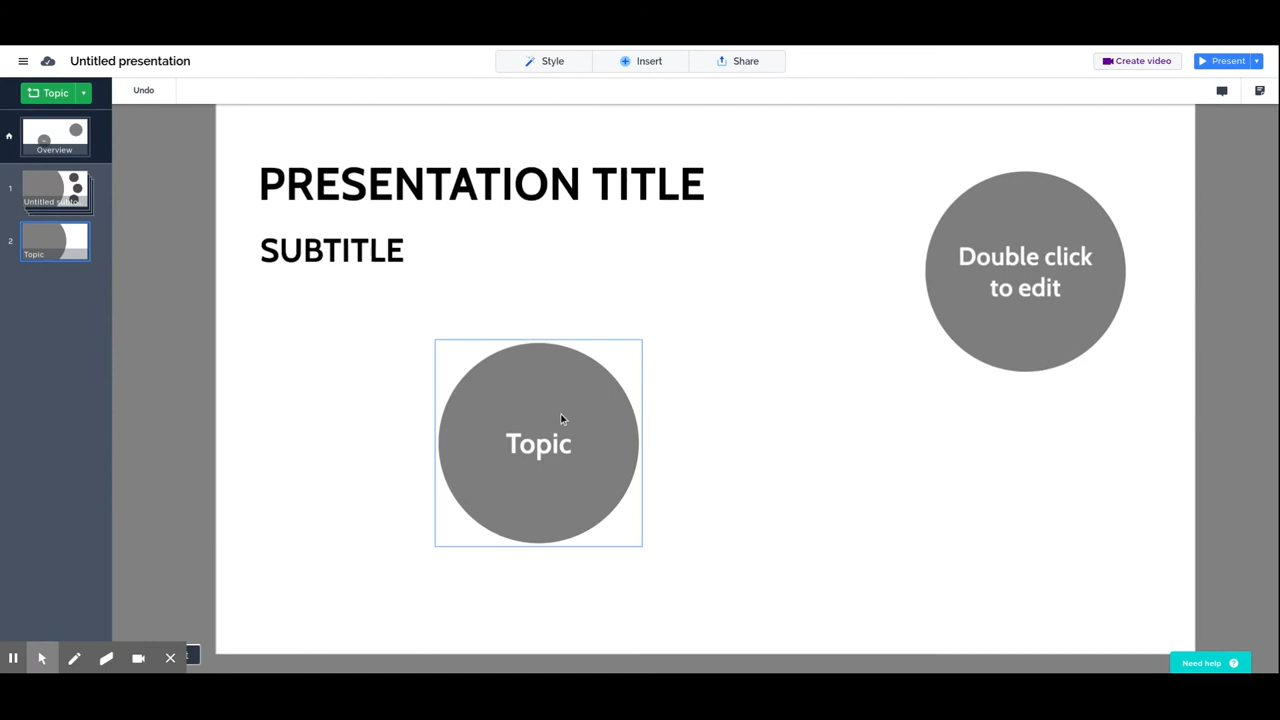 Untitled presentation
Style
Insert
Share
Create video
Present
Topic
Undo
Overview
1
Untitled subto
2
Topic
PRESENTATION TITLE
SUBTITLE
Double click
to edit
Topic
Need help ?